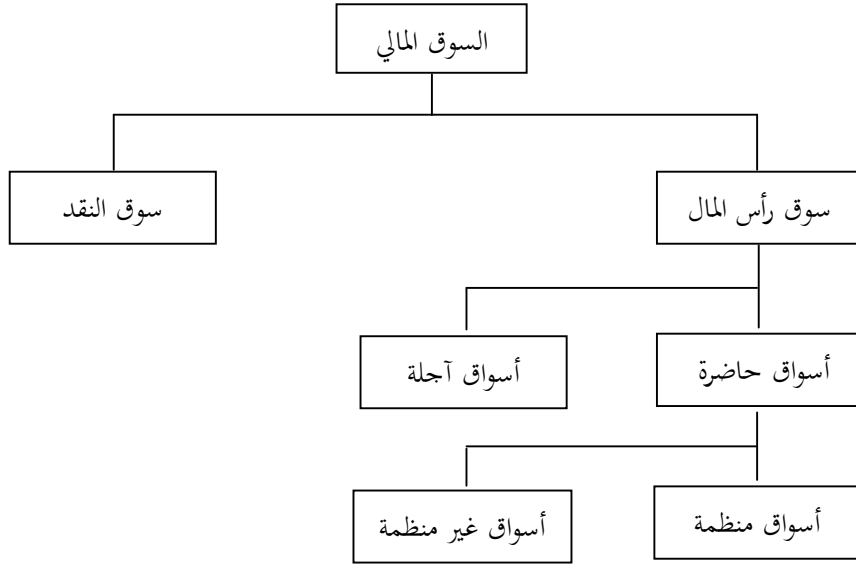 السوق المالي
سوق رأس المال
سوق النقد
أسواق حاضرة
أسواق آجلة
أسواق منظمة
أسواق غير منظمة